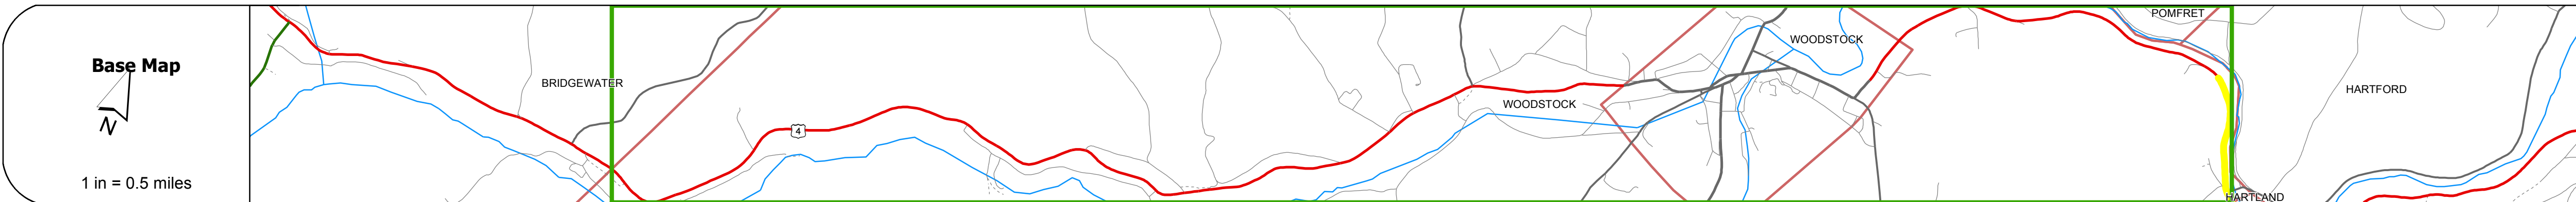 Base Map
N
1 in = 0.5 miles
BRIDGEWATER
4
WOODSTOCK
WOODSTOCK
POMFRET
HARTFORD
HARTLAND